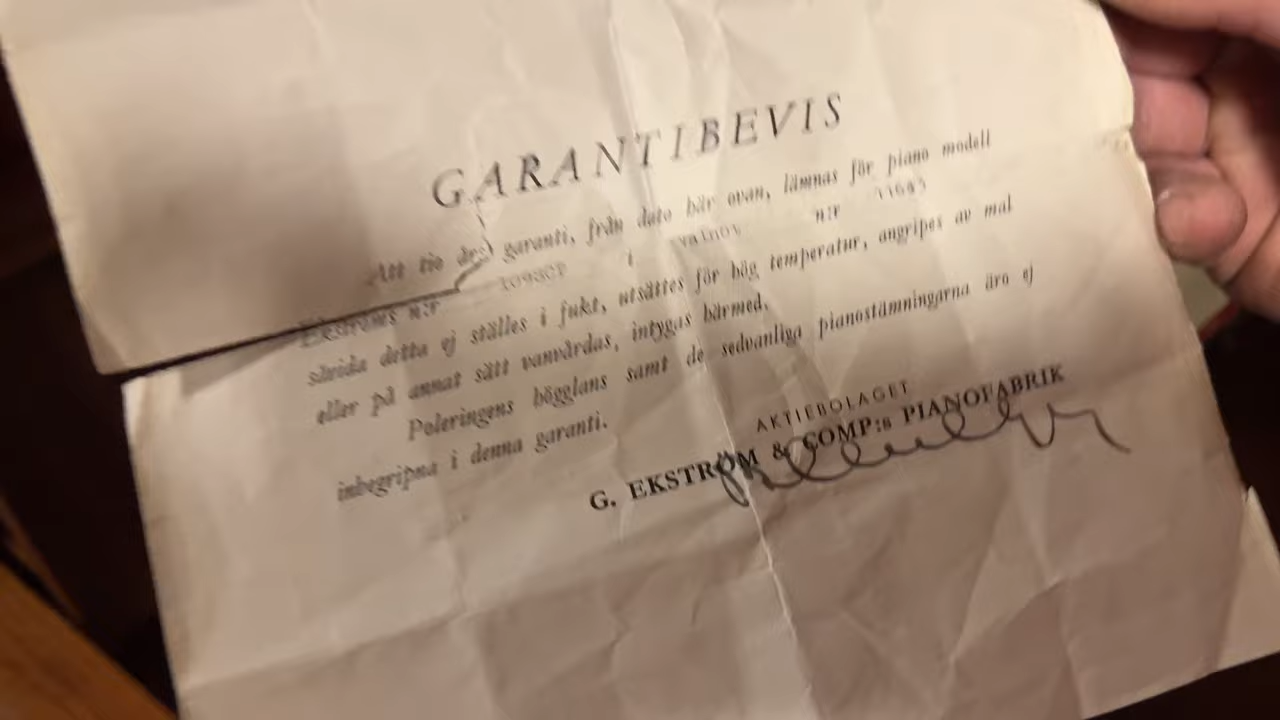 GARANTIBEVIS
Att tio års garanti, från dato här ovan, lämnas för piano modell
Ekströms n:r i valnöt n:r
såvida detta ej ställes i fukt, utsättes för hög temperatur, angripes av mal
eller på annat sätt vanvårdas, intygas härmed.
Poleringens högglans samt de sedvanliga pianostämningarna äro ej
inbegripna i denna garanti.
AKTIEBOLAGET
G. EKSTRÖM & COMP:s PIANOFABRIK